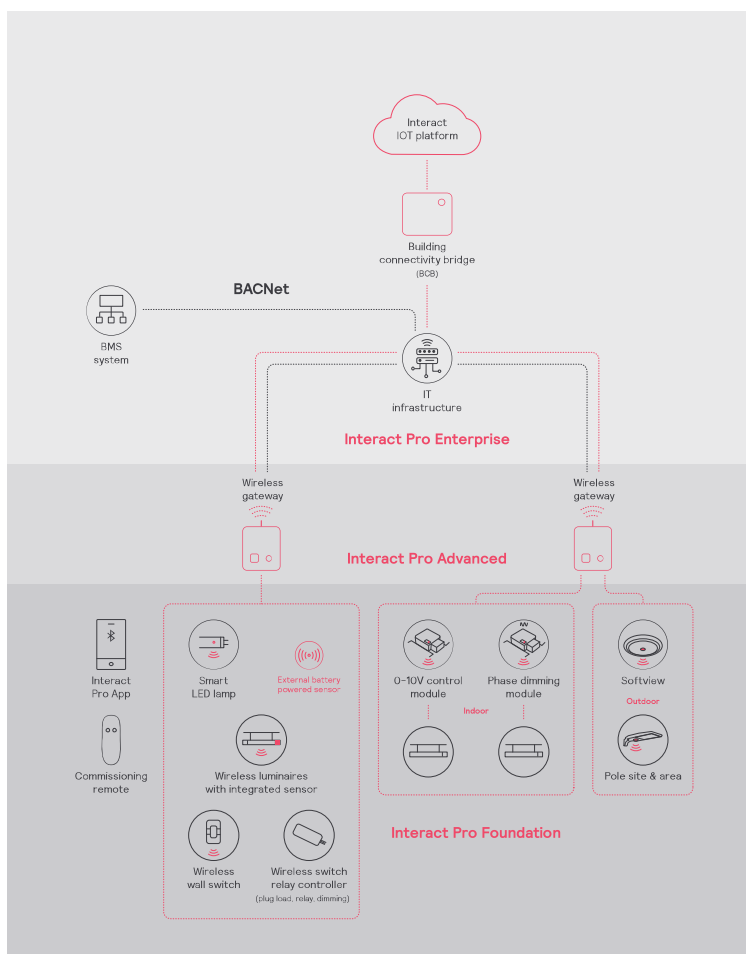 Interact
IOT platform
Building
connectivity bridge
(BCB)
BACNet
BMS
system
IT
infrastructure
Interact Pro Enterprise
Wireless
gateway
Wireless
gateway
Interact Pro Advanced
Interact
Pro App
Smart
LED lamp
External battery
powered sensor
0-10V control
module
Phase dimming
module
Indoor
Softview
Outdoor
Commissioning
remote
Wireless luminaires
with integrated sensor
Pole site & area
Wireless
wall switch
Wireless switch
relay controller
(plug load, relay, dimming)
Interact Pro Foundation